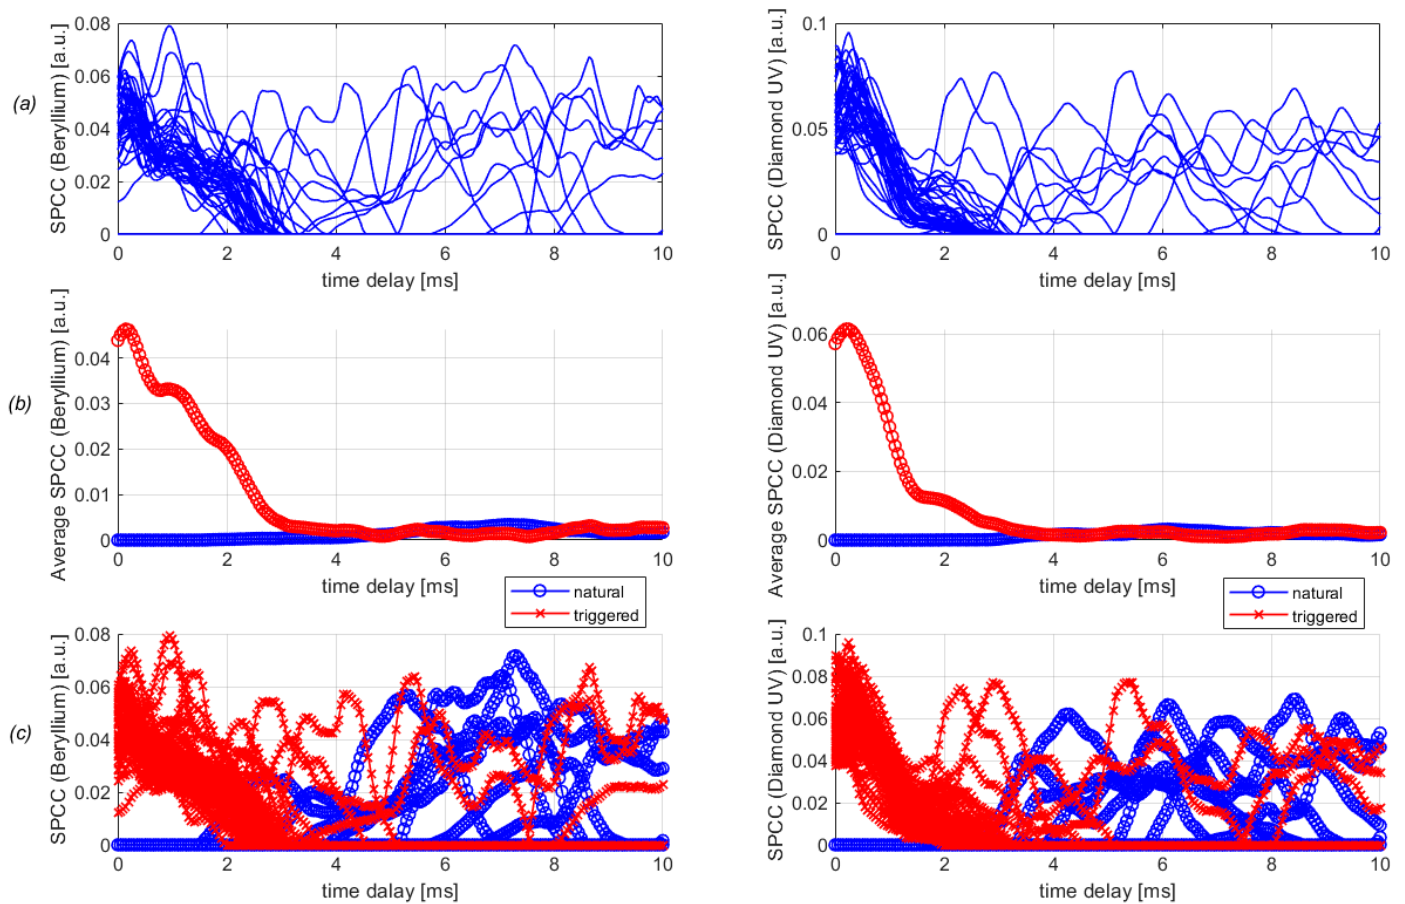 (a)
SPCC (Beryllium) [a.u.]
0.08
0.06
0.04
0.02
0
0 2 4 6 8 10
time delay [ms]
SPCC (Diamond UV) [a.u.]
0.1
0.05
0
0 2 4 6 8 10
time delay [ms]
(b)
Average SPCC (Beryllium) [a.u.]
0.04
0.03
0.02
0.01
0
0 2 4 6 8 10
time delay [ms]
Average SPCC (Diamond UV) [a.u.]
0.06
0.04
0.02
0
0 2 4 6 8 10
time delay [ms]
natural
triggered
natural
triggered
(c)
SPCC (Beryllium) [a.u.]
0.08
0.06
0.04
0.02
0
0 2 4 6 8 10
time dalay [ms]
SPCC (Diamond UV) [a.u.]
0.1
0.08
0.06
0.04
0.02
0
0 2 4 6 8 10
time dalay [ms]